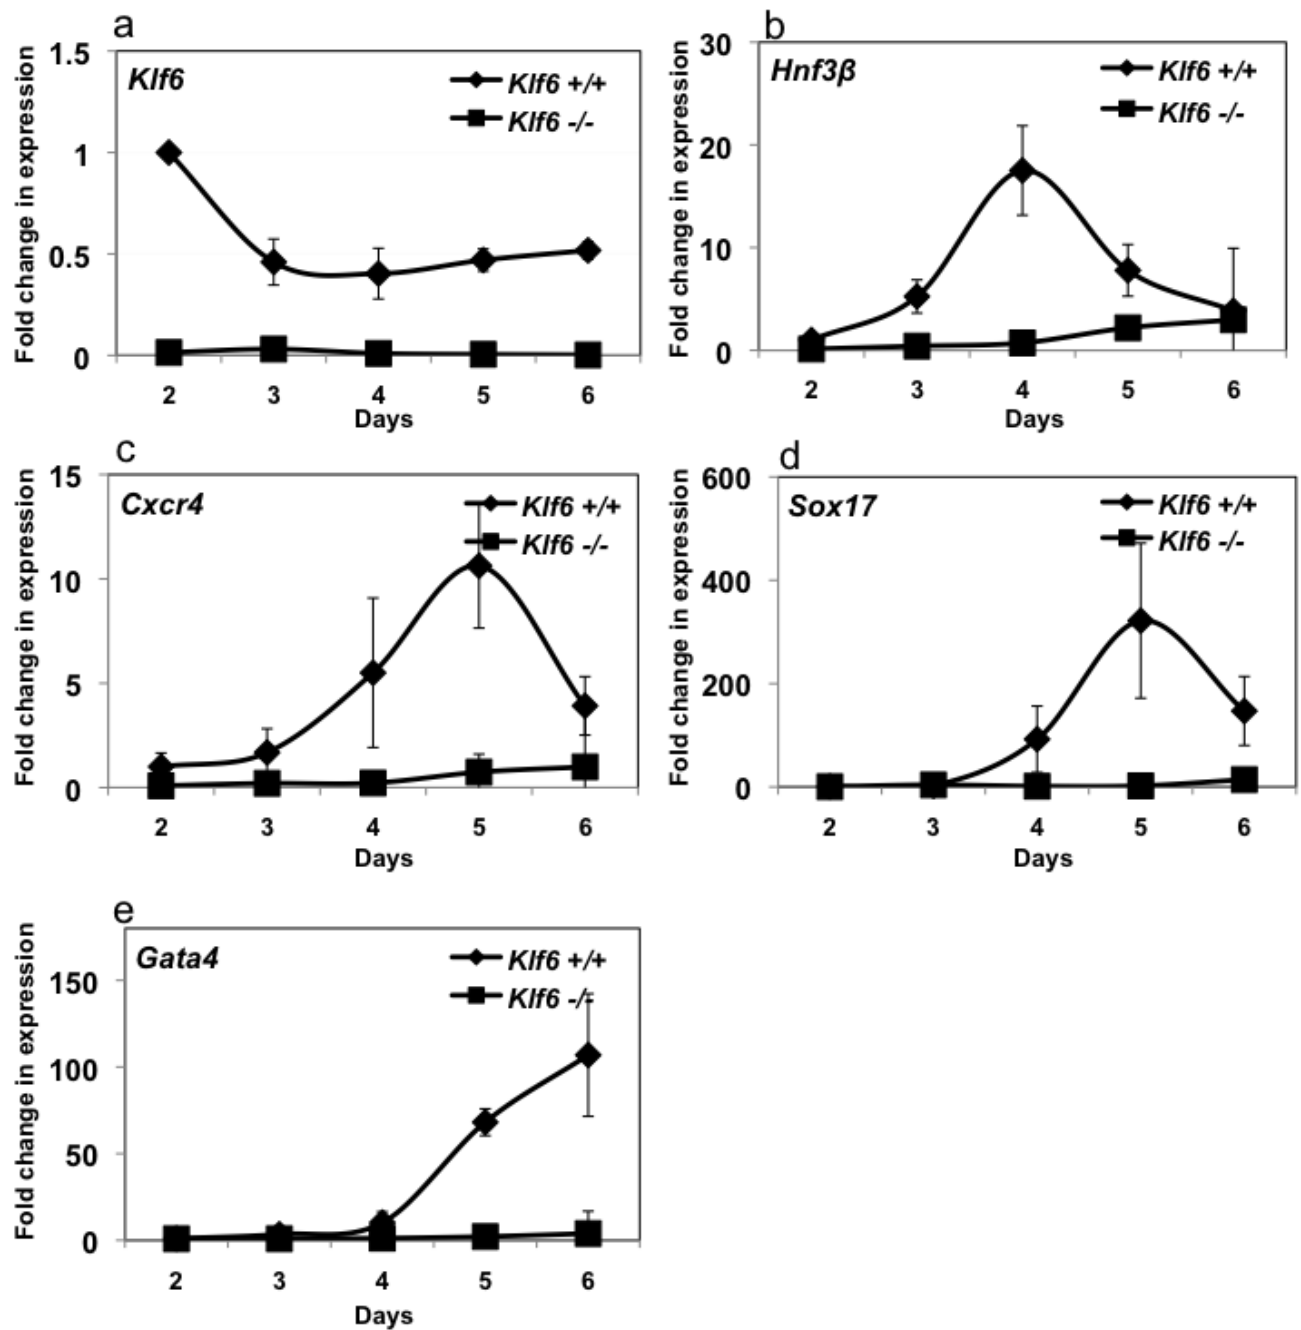 a
Klf6
Klf6 +/+
Klf6 -/-
Fold change in expression
1.5
1
0.5
0
2 3 4 5 6
Days
b
Hnf3β
Klf6 +/+
Klf6 -/-
Fold change in expression
30
20
10
0
2 3 4 5 6
Days
c
Cxcr4
Klf6 +/+
Klf6 -/-
Fold change in expression
15
10
5
0
2 3 4 5 6
Days
d
Sox17
Klf6 +/+
Klf6 -/-
Fold change in expression
600
400
200
0
2 3 4 5 6
Days
e
Gata4
Klf6 +/+
Klf6 -/-
Fold change in expression
150
100
50
0
2 3 4 5 6
Days